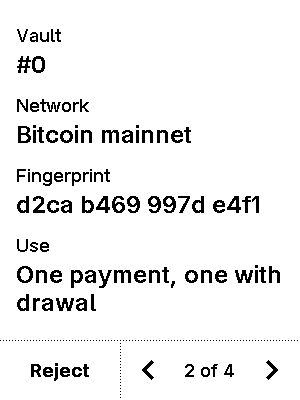 Vault
#0
Network
Bitcoin mainnet
Fingerprint
d2ca b469 997d e4f1
Use
One payment, one with
drawal
Reject
2 of 4